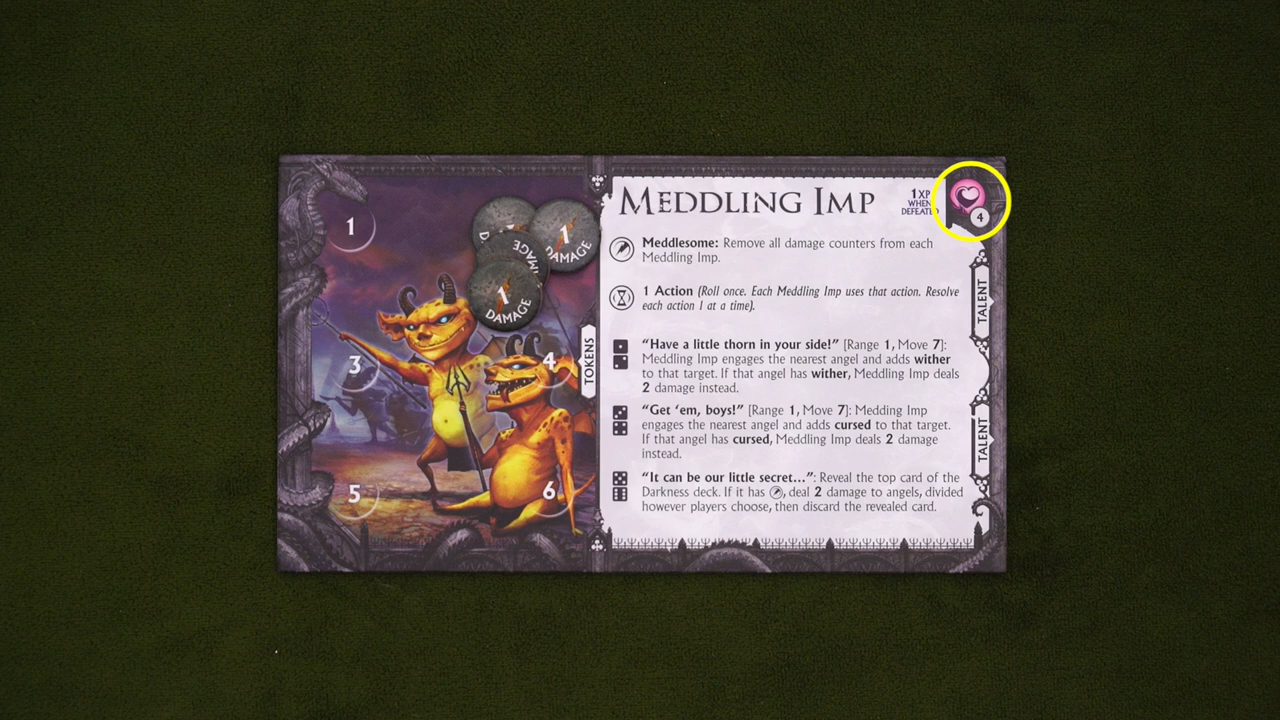 1
3
4
5
6
1
DAMAGE
DAMAGE
1
DAMAGE
TOKENS
MEDDLING IMP
1 XP
WHEN
DEFEATED
4
Meddlesome: Remove all damage counters from each
Meddling Imp.
1 Action (Roll once. Each Meddling Imp uses that action. Resolve
each action 1 at a time).
"Have a little thorn in your side!" [Range 1, Move 7]:
Meddling Imp engages the nearest angel and adds wither
to that target. If that angel has wither, Meddling Imp deals
2 damage instead.
"Get 'em, boys!" [Range 1, Move 7]: Medding Imp
engages the nearest angel and adds cursed to that target.
If that angel has cursed, Meddling Imp deals 2 damage
instead.
"It can be our little secret...": Reveal the top card of the
Darkness deck. If it has , deal 2 damage to angels, divided
however players choose, then discard the revealed card.
TALENT
TALENT